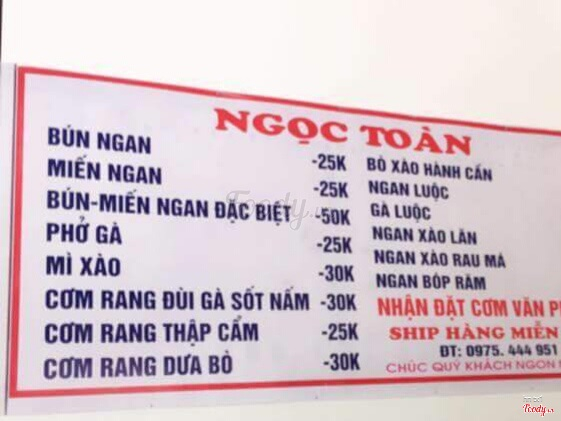 NGỌC TOÀN
BÚN NGAN -25K
MIẾN NGAN -25K
BÚN-MIẾN NGAN ĐẶC BIỆT -50K
PHỞ GÀ -25K
MÌ XÀO -30K
CƠM RANG ĐÙI GÀ SỐT NẤM -30K
CƠM RANG THẬP CẨM -25K
CƠM RANG DƯA BÒ -30K
BÒ XÀO HÀNH CẦN
NGAN LUỘC
GÀ LUỘC
NGAN XÀO LĂN
NGAN XÀO RAU MÁ
NGAN BÓP RĂM
NHẬN ĐẶT CƠM VĂN P
SHIP HÀNG MIỄN
ĐT: 0975. 444 951
CHÚC QUÝ KHÁCH NGON
Foody
Foody.vn